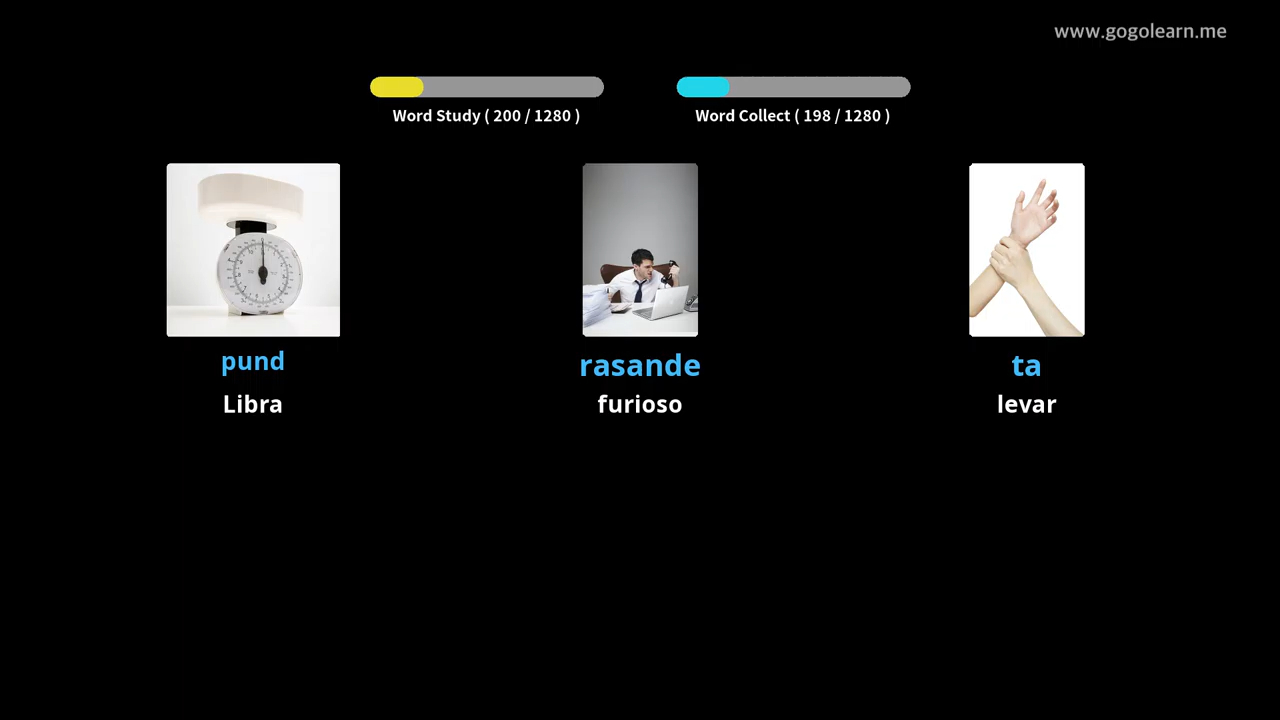 www.gogolearn.me
Word Study ( 200 / 1280 )
Word Collect ( 198 / 1280 )
pund
rasande
ta
Libra
furioso
levar